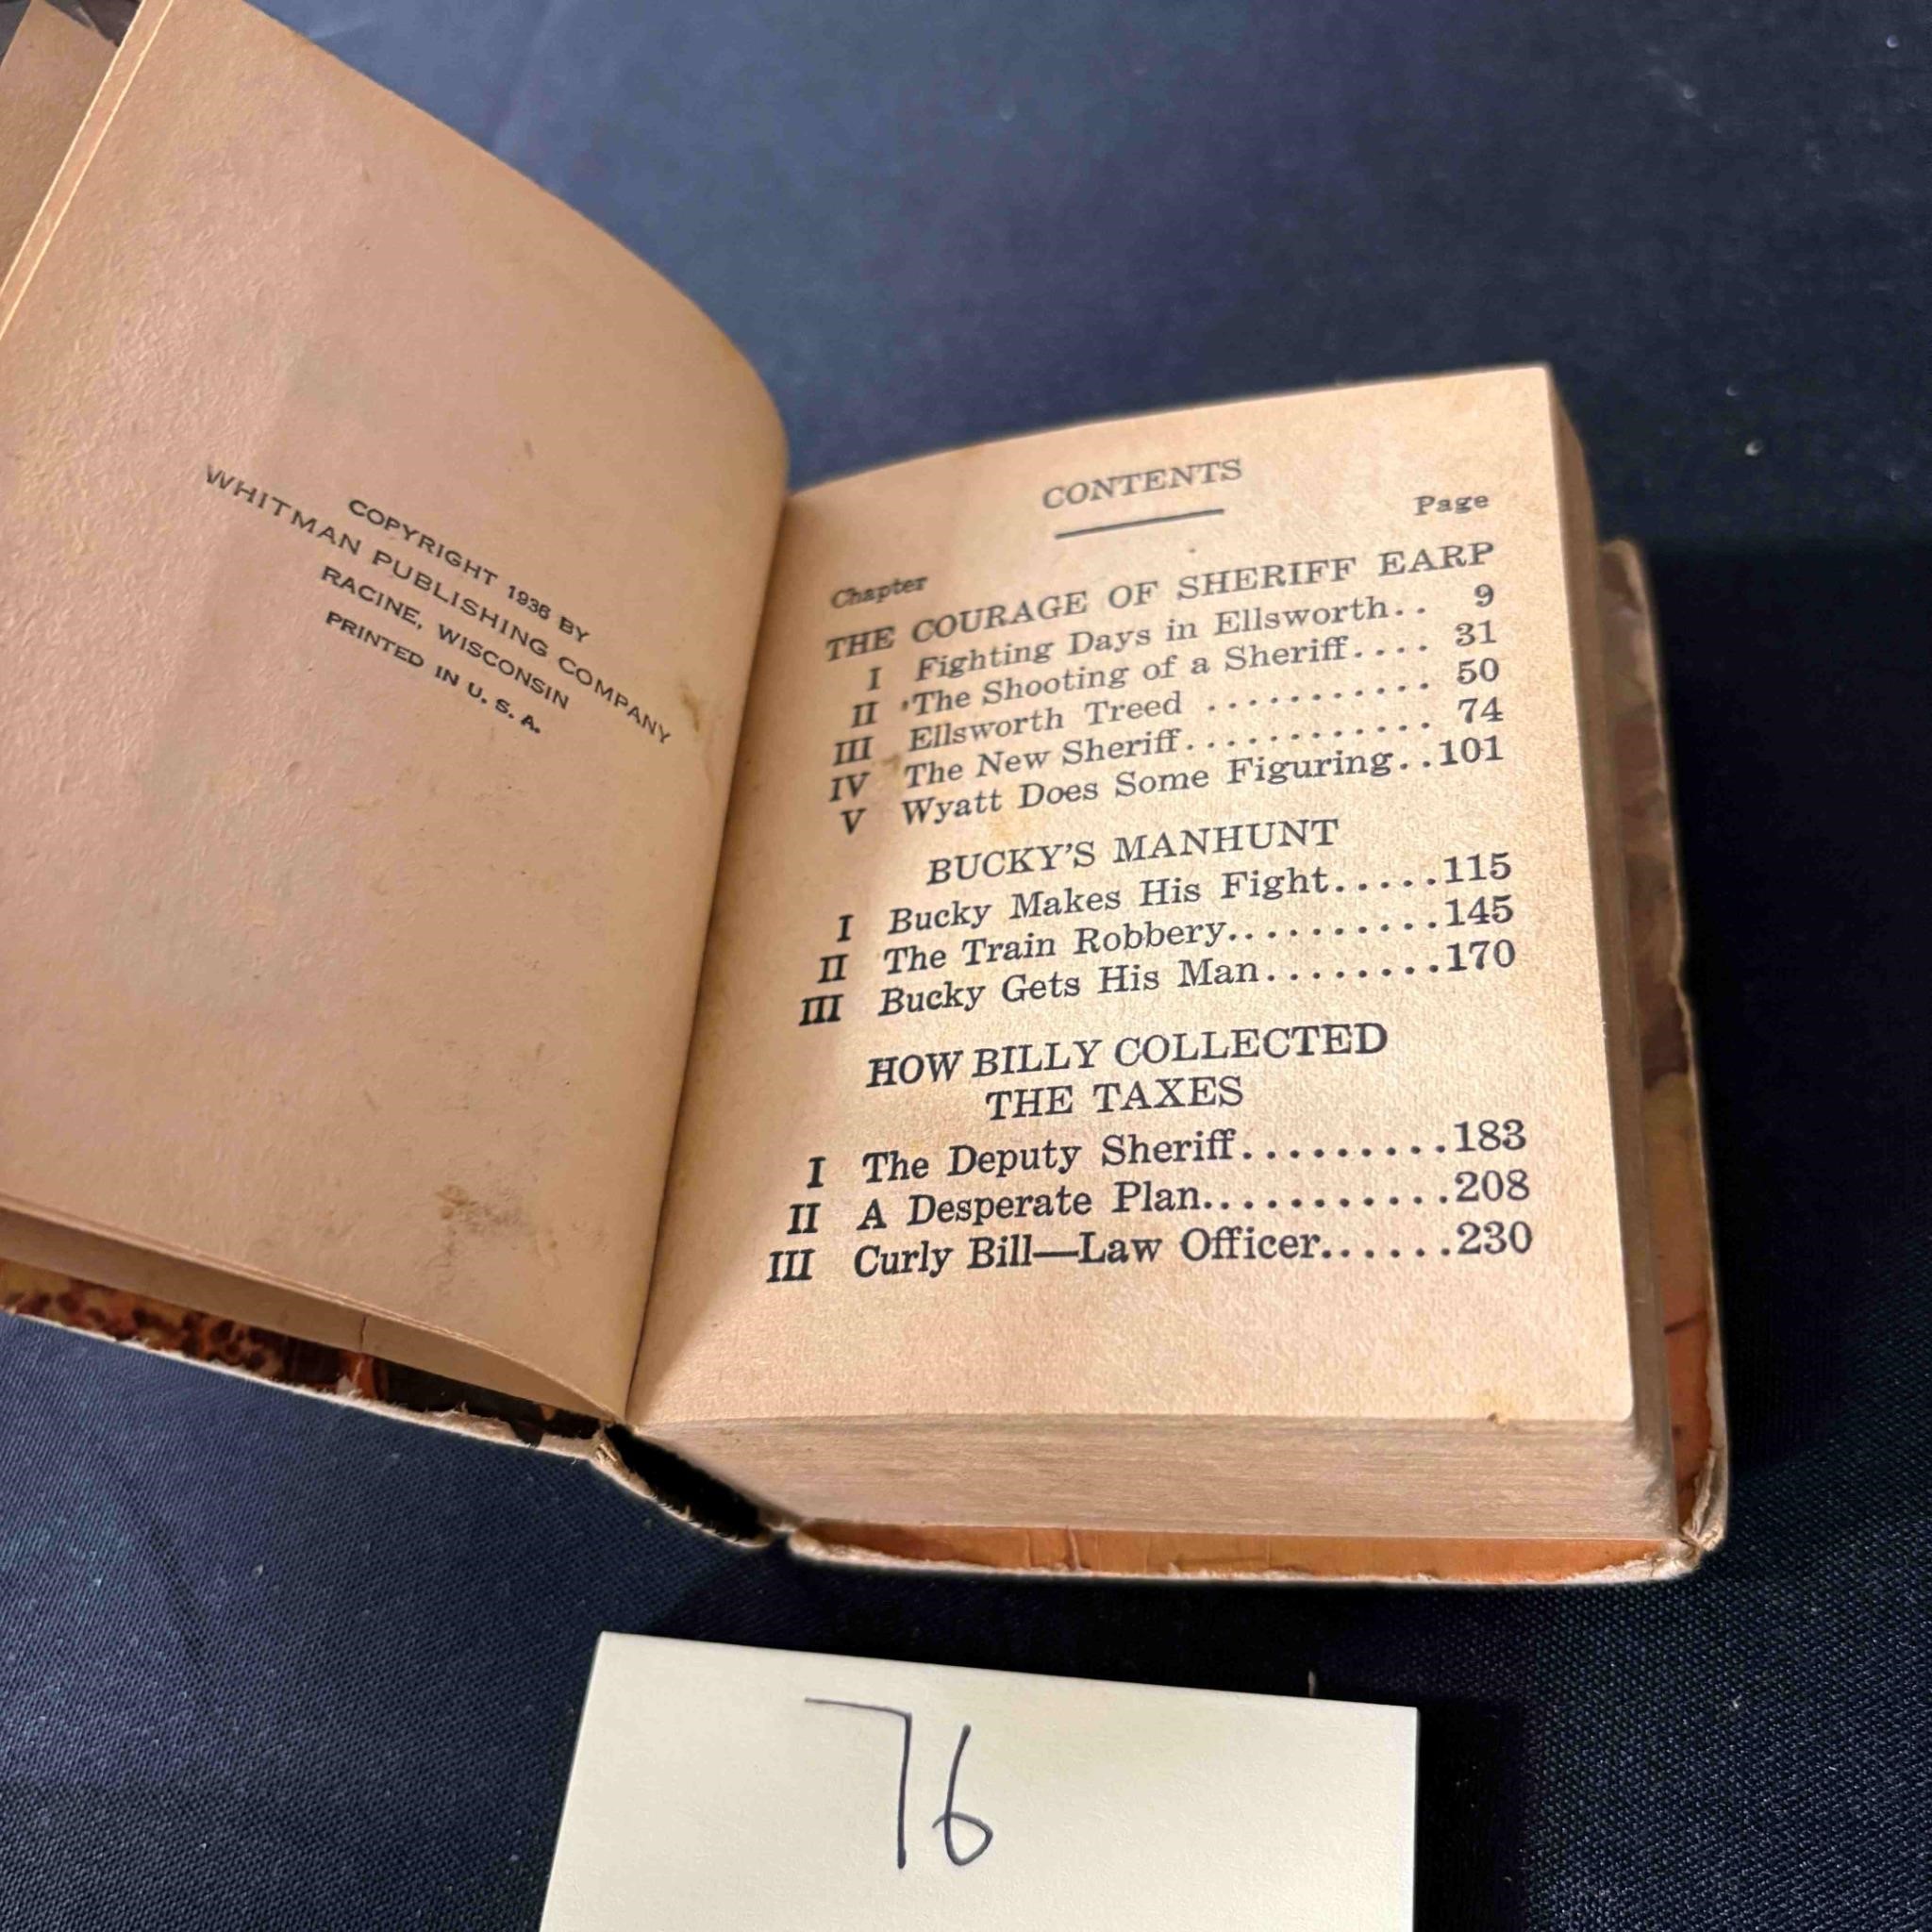 COPYRIGHT 1936 BY
WHITMAN PUBLISHING COMPANY
RACINE, WISCONSIN
PRINTED IN U. S. A.
CONTENTS
Chapter Page
THE COURAGE OF SHERIFF EARP
I Fighting Days in Ellsworth.. 9
II The Shooting of a Sheriff.... 31
III Ellsworth Treed .......... 50
IV The New Sheriff............ 74
V Wyatt Does Some Figuring..101
BUCKY'S MANHUNT
I Bucky Makes His Fight.....115
II The Train Robbery..........145
III Bucky Gets His Man........170
HOW BILLY COLLECTED
THE TAXES
I The Deputy Sheriff.........183
II A Desperate Plan...........208
III Curly Bill—Law Officer......230
76